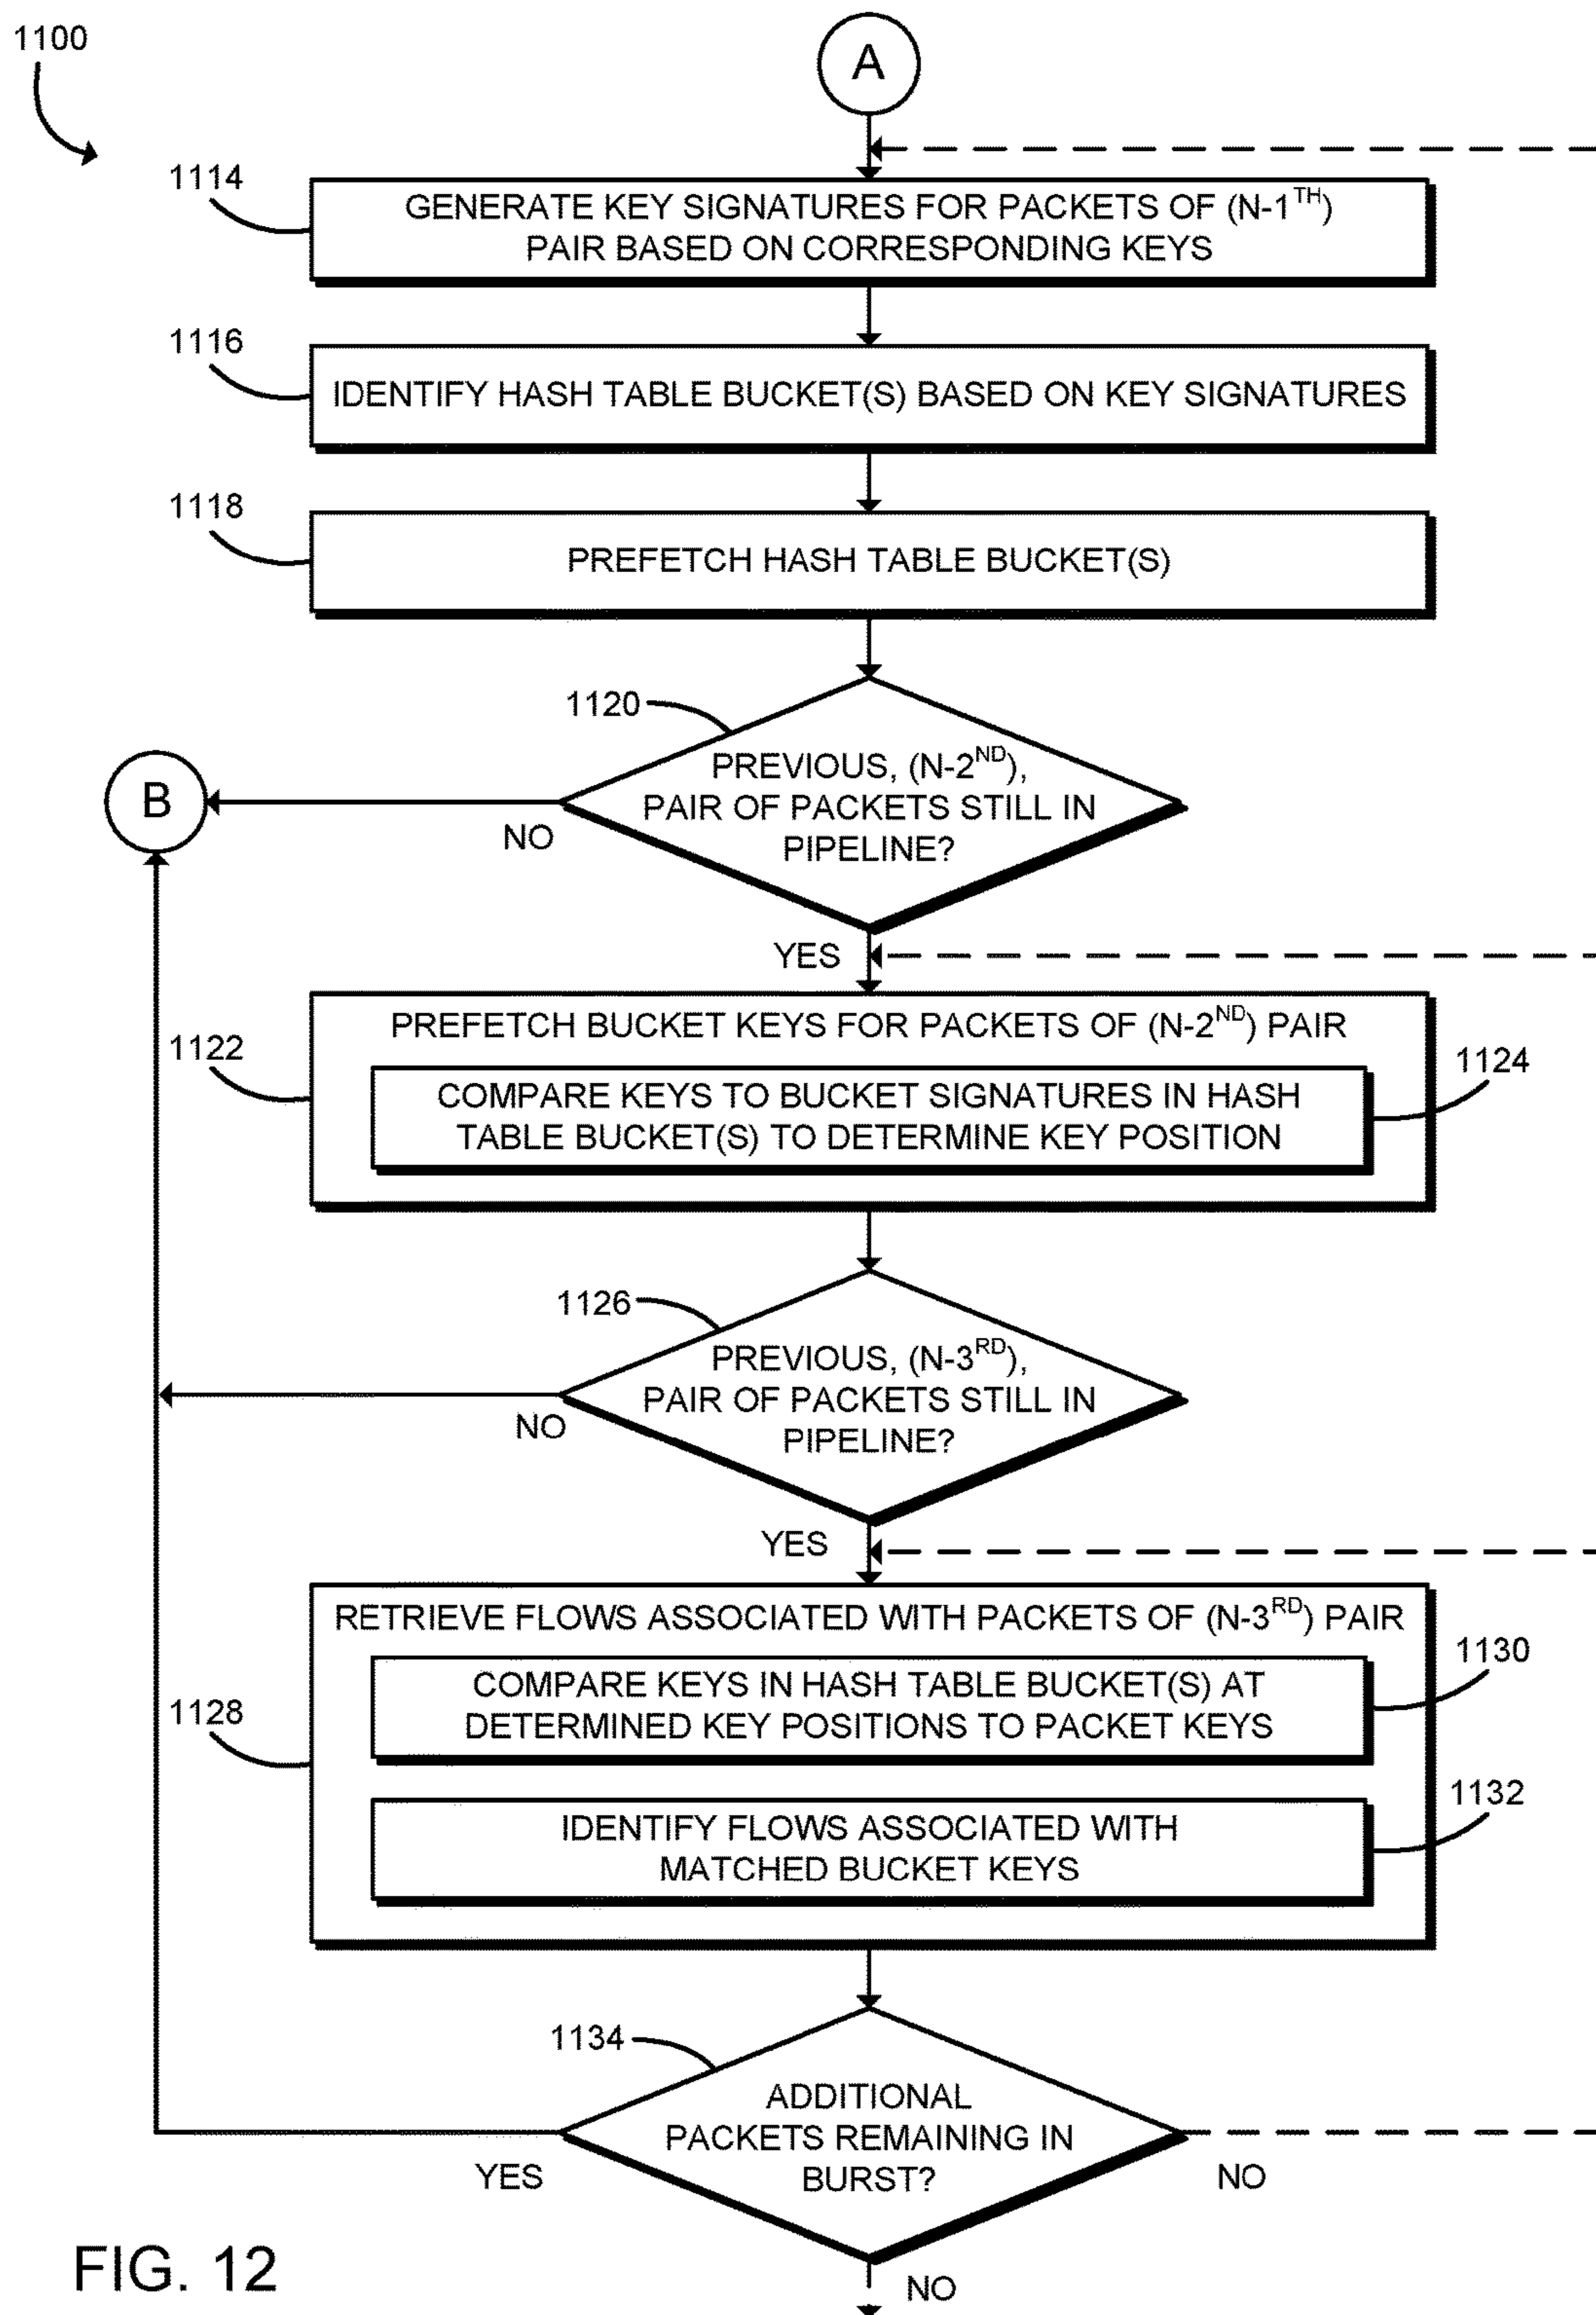 1100
A
1114
GENERATE KEY SIGNATURES FOR PACKETS OF (N-1TH)
PAIR BASED ON CORRESPONDING KEYS
1116
IDENTIFY HASH TABLE BUCKET(S) BASED ON KEY SIGNATURES
1118
PREFETCH HASH TABLE BUCKET(S)
1120
PREVIOUS, (N-2ND),
PAIR OF PACKETS STILL IN
PIPELINE?
B
NO
YES
1122
PREFETCH BUCKET KEYS FOR PACKETS OF (N-2ND) PAIR
1124
COMPARE KEYS TO BUCKET SIGNATURES IN HASH
TABLE BUCKET(S) TO DETERMINE KEY POSITION
1126
PREVIOUS, (N-3RD),
PAIR OF PACKETS STILL IN
PIPELINE?
NO
YES
1128
RETRIEVE FLOWS ASSOCIATED WITH PACKETS OF (N-3RD) PAIR
1130
COMPARE KEYS IN HASH TABLE BUCKET(S) AT
DETERMINED KEY POSITIONS TO PACKET KEYS
1132
IDENTIFY FLOWS ASSOCIATED WITH
MATCHED BUCKET KEYS
1134
ADDITIONAL
PACKETS REMAINING IN
BURST?
YES
NO
NO
FIG. 12